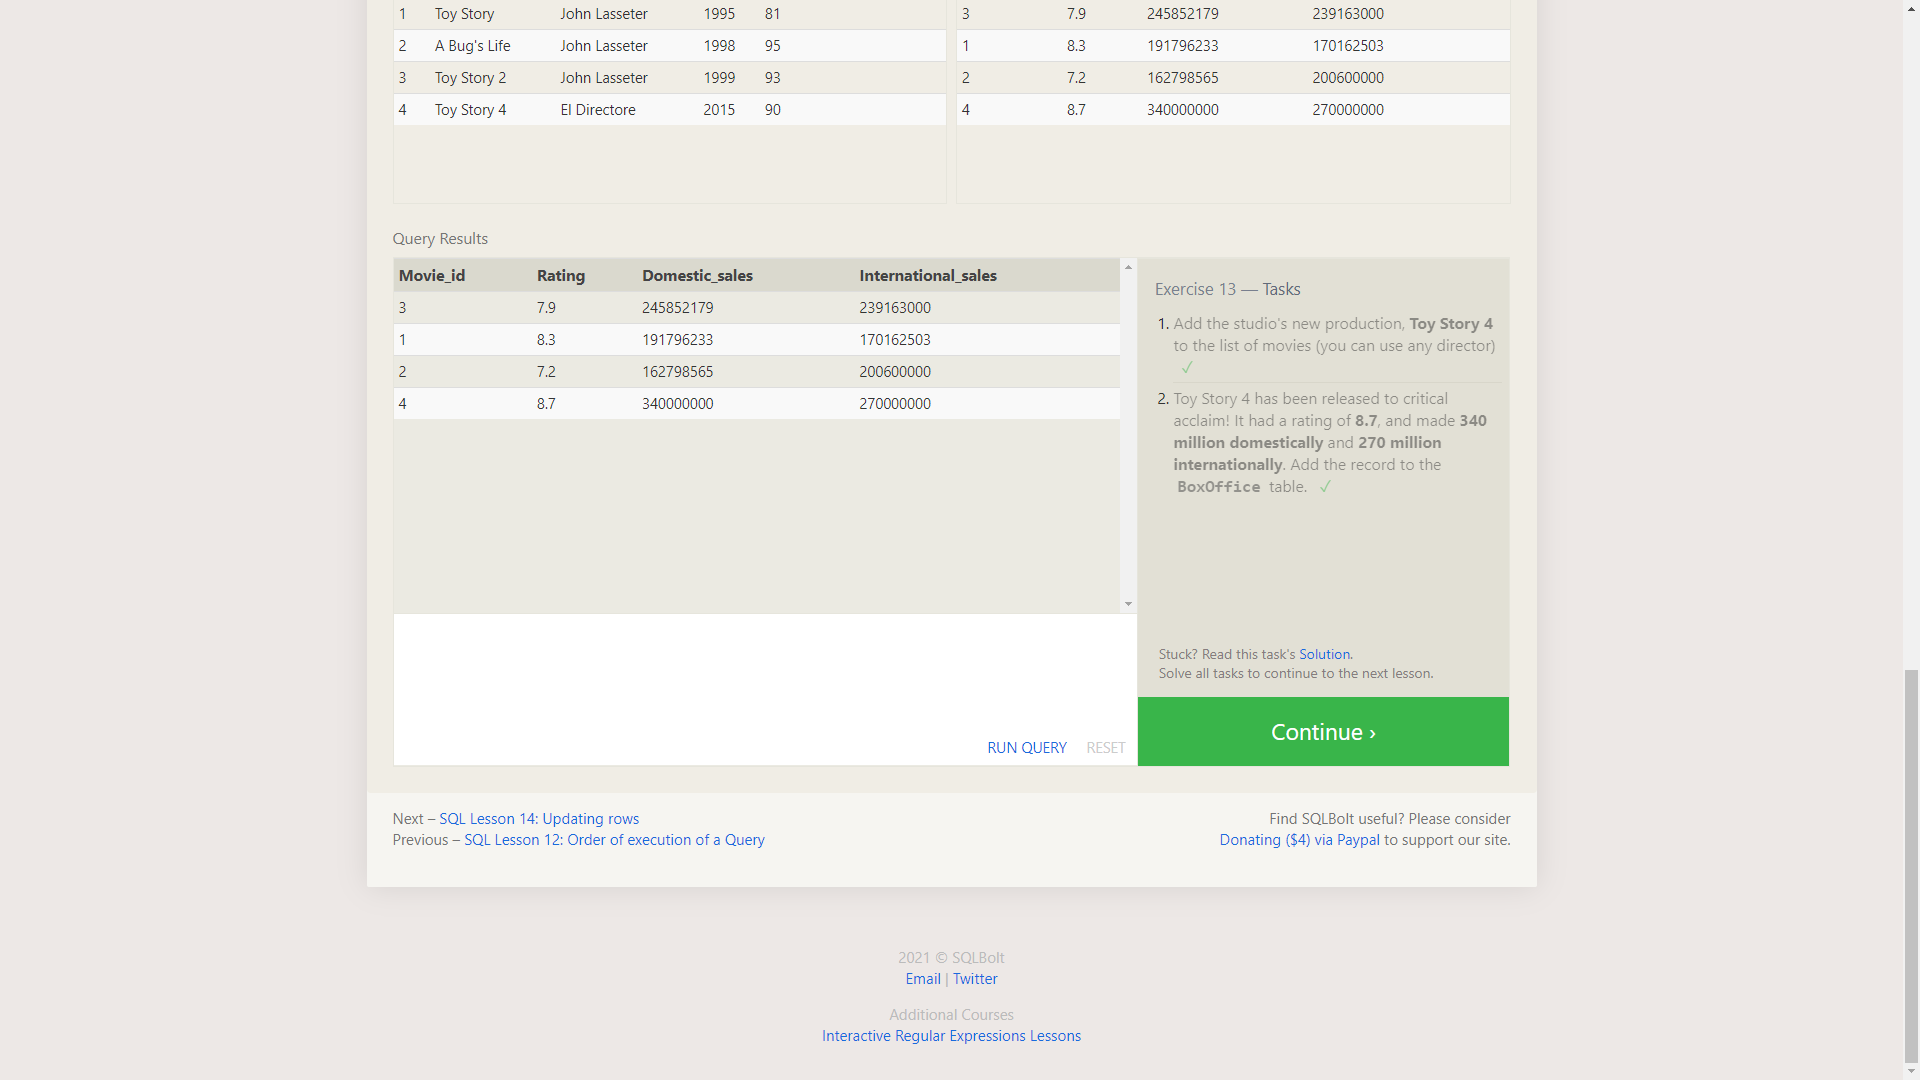 1 Toy Story John Lasseter 1995 81
2 A Bug's Life John Lasseter 1998 95
3 Toy Story 2 John Lasseter 1999 93
4 Toy Story 4 El Directore 2015 90
3 7.9 245852179 239163000
1 8.3 191796233 170162503
2 7.2 162798565 200600000
4 8.7 340000000 270000000
Query Results
Movie_id Rating Domestic_sales International_sales
3 7.9 245852179 239163000
1 8.3 191796233 170162503
2 7.2 162798565 200600000
4 8.7 340000000 270000000
RUN QUERY RESET
Exercise 13 — Tasks
1. Add the studio's new production, Toy Story 4
to the list of movies (you can use any director)
✓
2. Toy Story 4 has been released to critical
acclaim! It had a rating of 8.7, and made 340
million domestically and 270 million
internationally. Add the record to the
BoxOffice table. ✓
Stuck? Read this task's Solution.
Solve all tasks to continue to the next lesson.
Continue ›
Next – SQL Lesson 14: Updating rows
Previous – SQL Lesson 12: Order of execution of a Query
Find SQLBolt useful? Please consider
Donating ($4) via Paypal to support our site.
2021 © SQLBolt
Email | Twitter
Additional Courses
Interactive Regular Expressions Lessons